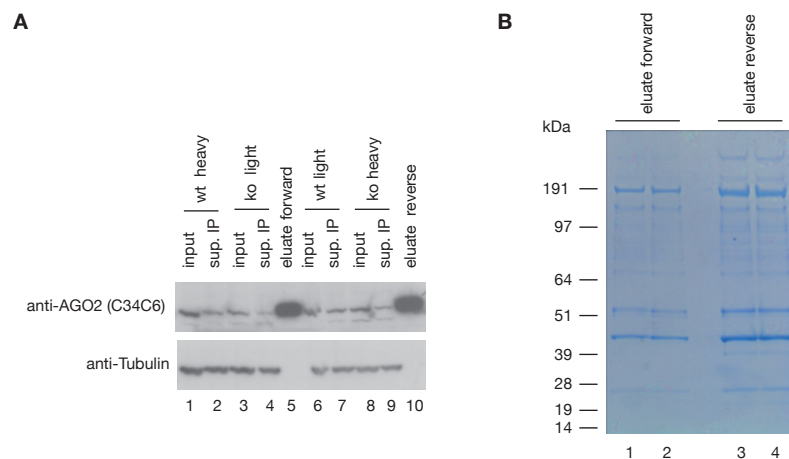 A
wt heavy
ko light
wt light
ko heavy
input
sup. IP
input
sup. IP
eluate forward
input
sup. IP
input
sup. IP
eluate reverse
anti-AGO2 (C34C6)
anti-Tubulin
1 2 3 4 5 6 7 8 9 10
B
eluate forward
eluate reverse
kDa
191
97
64
51
39
28
19
14
1 2 3 4